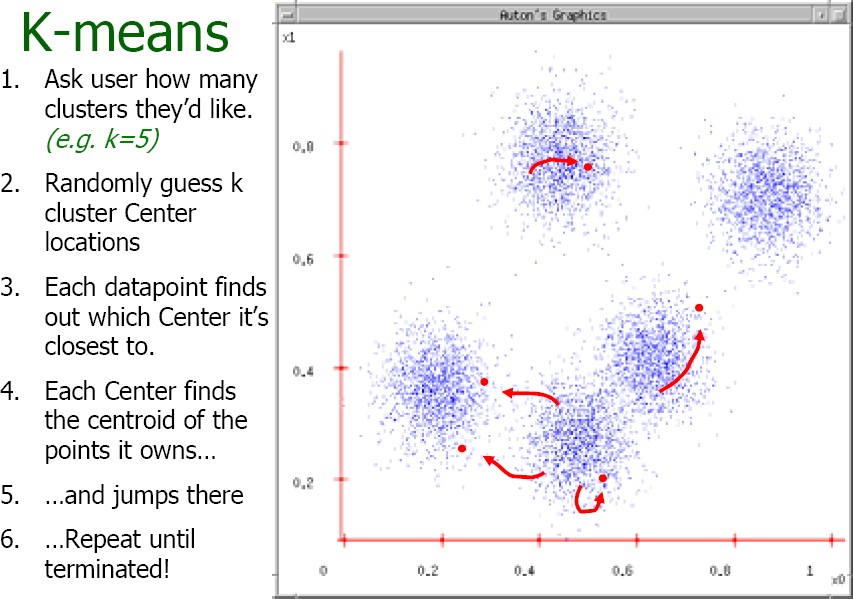 K-means
1. Ask user how many
clusters they’d like.
(e.g. k=5)
2. Randomly guess k
cluster Center
locations
3. Each datapoint finds
out which Center it’s
closest to.
4. Each Center finds
the centroid of the
points it owns...
5. ...and jumps there
6. ...Repeat until
terminated!
Auton's Graphics
x1
0.8
0.6
0.4
0.2
0 0.2 0.4 0.6 0.8 1 x0